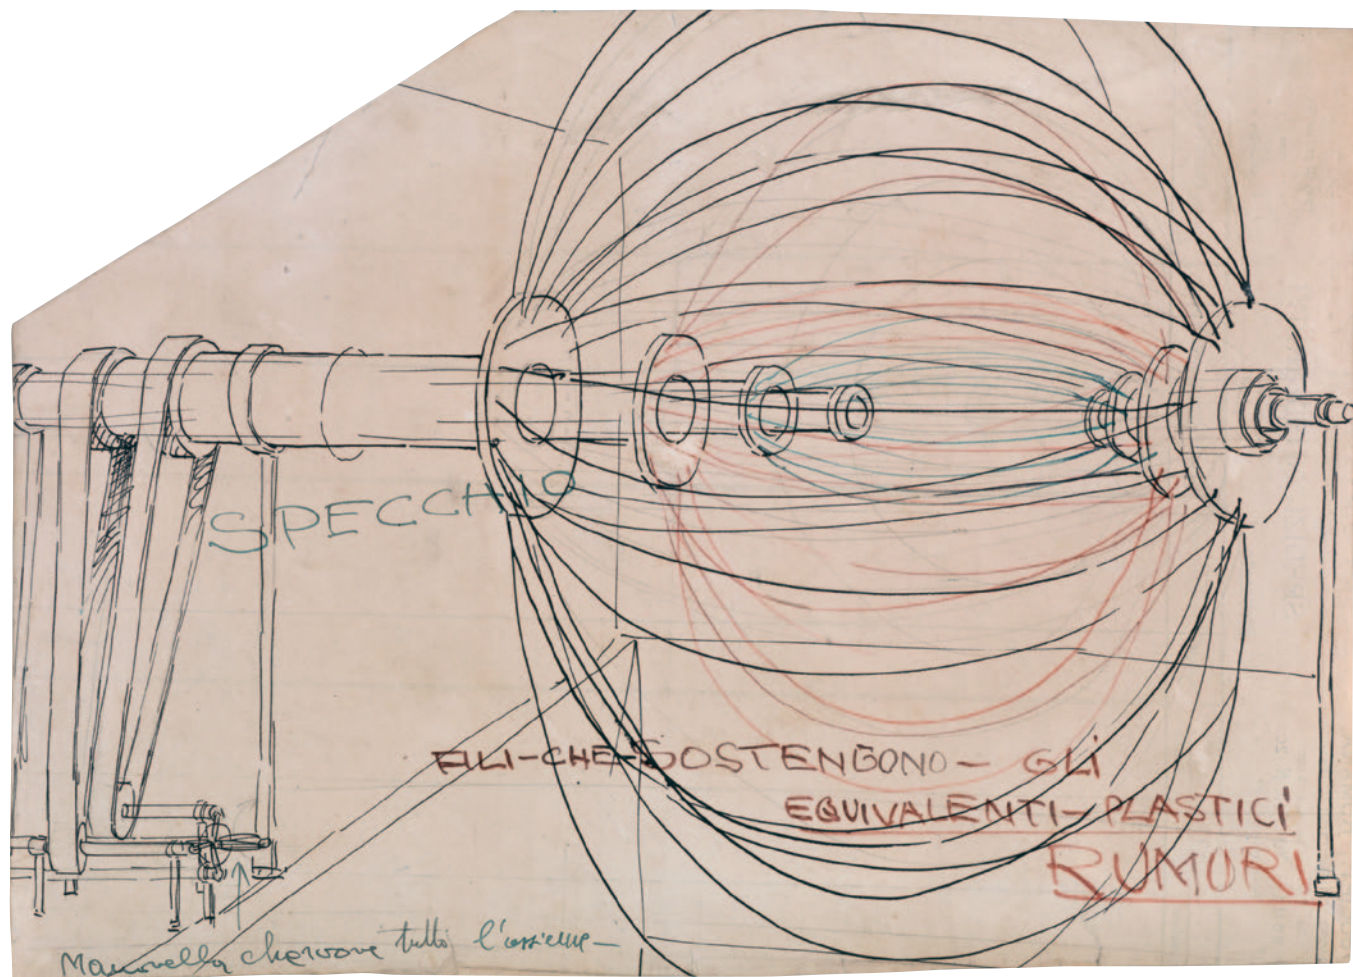 SPECCHIO
FILI-CHE-SOSTENGONO- GLI
EQUIVALENTI-PLASTICI
RUMORI
Manovella che move tutto l'assieme-